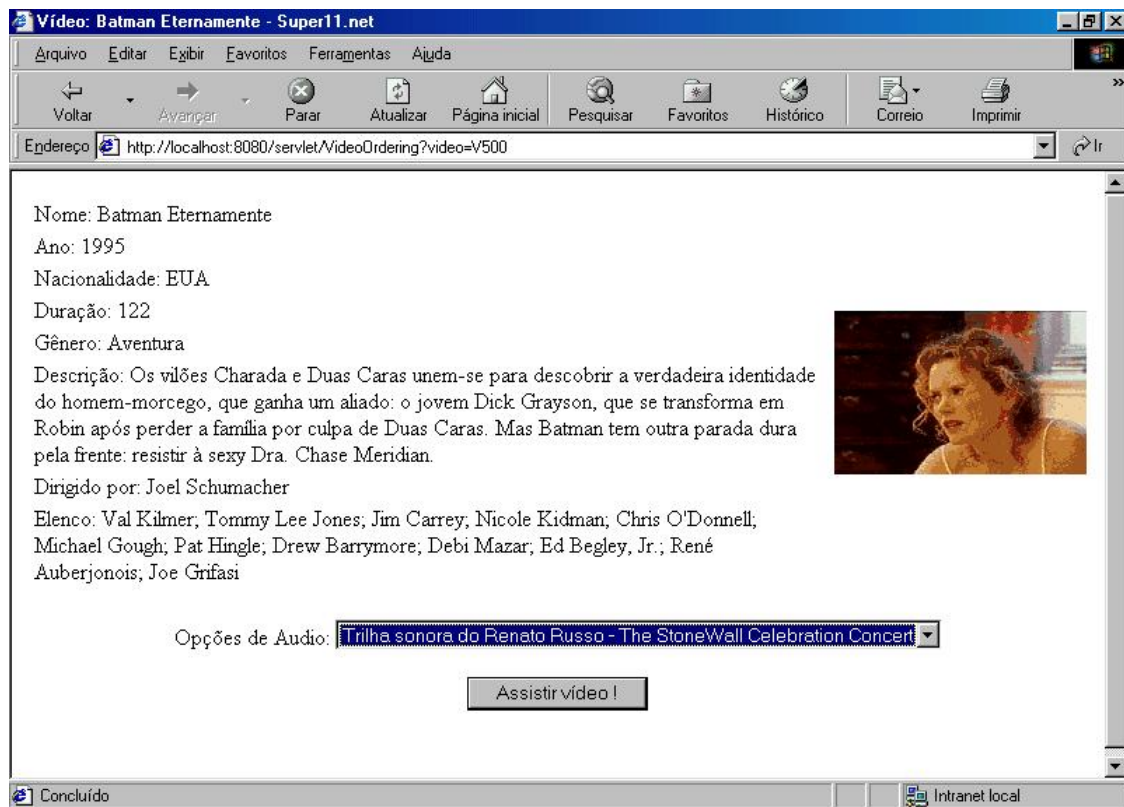 Vídeo: Batman Eternamente - Super11.net
Arquivo Editar Exibir Favoritos Ferramentas Ajuda
Voltar Avançar Parar Atualizar Página inicial Pesquisar Favoritos Histórico Correio Imprimir
Endereço http://localhost:8080/servlet/VideoOrdering?video=V500 Ir
Nome: Batman Eternamente
Ano: 1995
Nacionalidade: EUA
Duração: 122
Gênero: Aventura
Descrição: Os vilões Charada e Duas Caras unem-se para descobrir a verdadeira identidade
do homem-morcego, que ganha um aliado: o jovem Dick Grayson, que se transforma em
Robin após perder a família por culpa de Duas Caras. Mas Batman tem outra parada dura
pela frente: resistir à sexy Dra. Chase Meridian.
Dirigido por: Joel Schumacher
Elenco: Val Kilmer; Tommy Lee Jones; Jim Carrey; Nicole Kidman; Chris O'Donnell;
Michael Gough; Pat Hingle; Drew Barrymore; Debi Mazar; Ed Begley, Jr.; René
Auberjonois; Joe Grifasi
Opções de Audio: Trilha sonora do Renato Russo - The StoneWall Celebration Concert
Assistir vídeo !
Concluído Intranet local